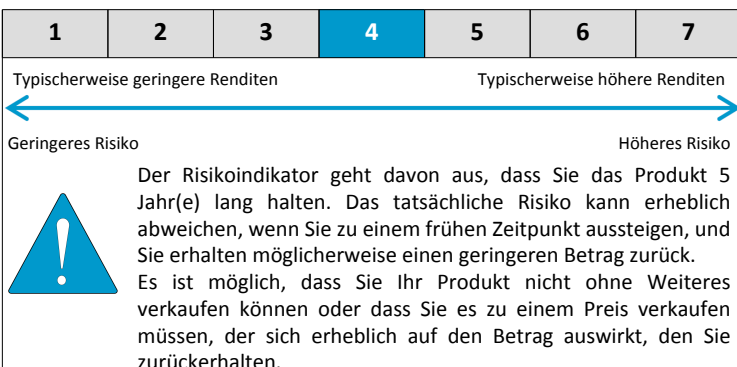 1 2 3 4 5 6 7
Typischerweise geringere Renditen Typischerweise höhere Renditen
Geringeres Risiko Höheres Risiko
Der Risikoindikator geht davon aus, dass Sie das Produkt 5
Jahr(e) lang halten. Das tatsächliche Risiko kann erheblich
abweichen, wenn Sie zu einem frühen Zeitpunkt aussteigen, und
Sie erhalten möglicherweise einen geringeren Betrag zurück.
Es ist möglich, dass Sie Ihr Produkt nicht ohne Weiteres
verkaufen können oder dass Sie es zu einem Preis verkaufen
müssen, der sich erheblich auf den Betrag auswirkt, den Sie
zurückerhalten.